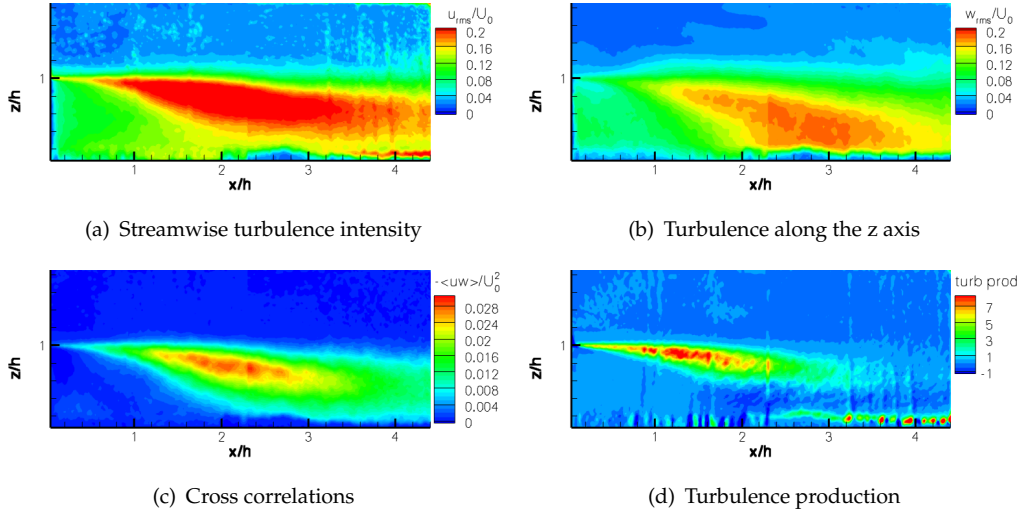 u_rms/U_0
0.2
0.16
0.12
0.08
0.04
z/h
1
1 2 3 4
x/h
(a) Streamwise turbulence intensity
w_rms/U_0
0.2
0.16
0.12
0.08
0.04
z/h
1
1 2 3 4
x/h
(b) Turbulence along the z axis
-<uw>/U_0^2
0.028
0.024
0.02
0.016
0.012
0.008
0.004
0
z/h
1
1 2 3 4
x/h
(c) Cross correlations
turb prod
7
5
3
1
-1
z/h
1
1 2 3 4
x/h
(d) Turbulence production